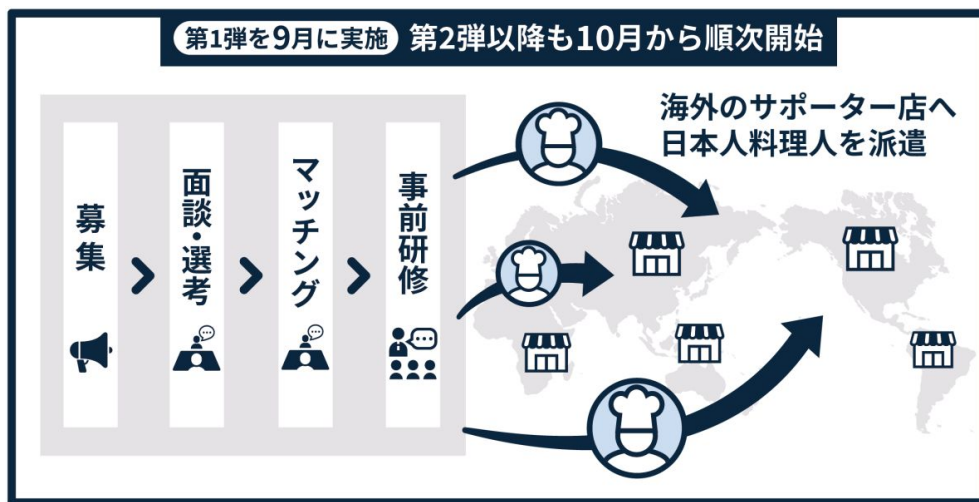 第1弾を9月に実施 第2弾以降も10月から順次開始
海外のサポーター店へ
日本人料理人を派遣
募集
面談・選考
マッチング
事前研修